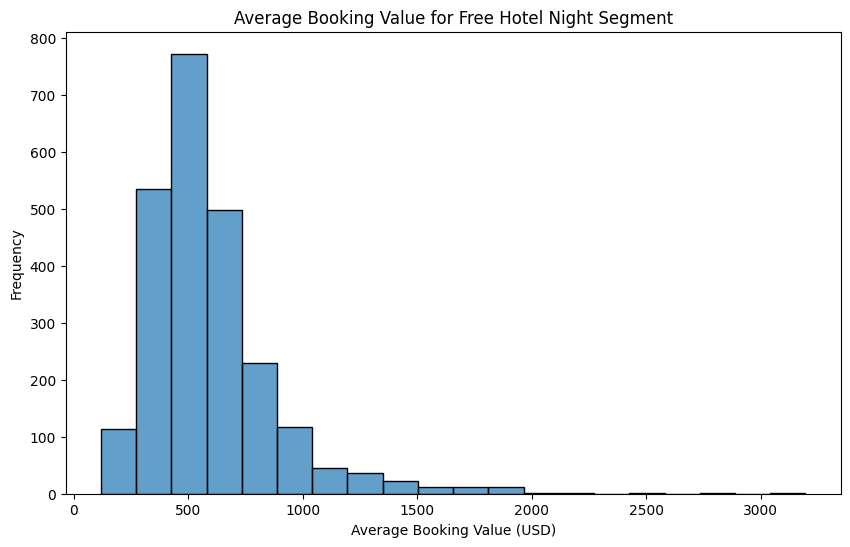 Average Booking Value for Free Hotel Night Segment
800
700
600
500
400
300
200
100
0
Frequency
0 500 1000 1500 2000 2500 3000
Average Booking Value (USD)